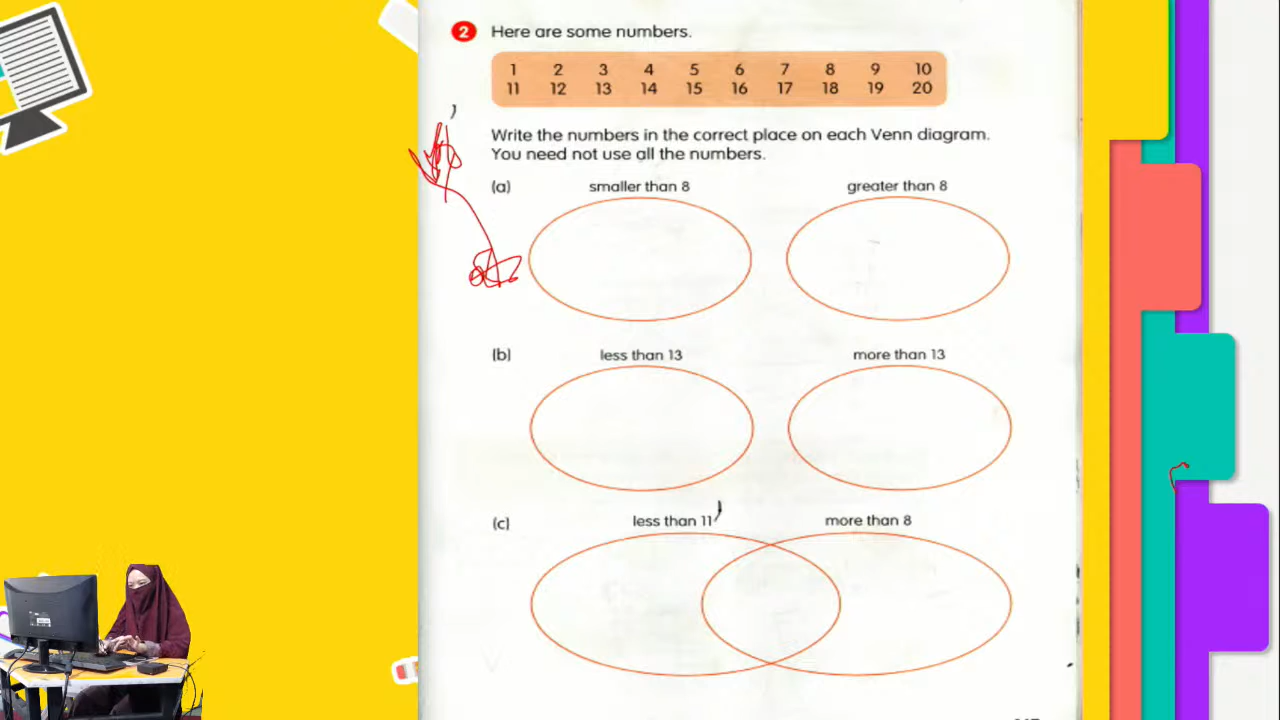 2 Here are some numbers.
1 2 3 4 5 6 7 8 9 10
11 12 13 14 15 16 17 18 19 20
Write the numbers in the correct place on each Venn diagram.
You need not use all the numbers.
(a) smaller than 8 greater than 8
(b) less than 13 more than 13
(c) less than 11 more than 8